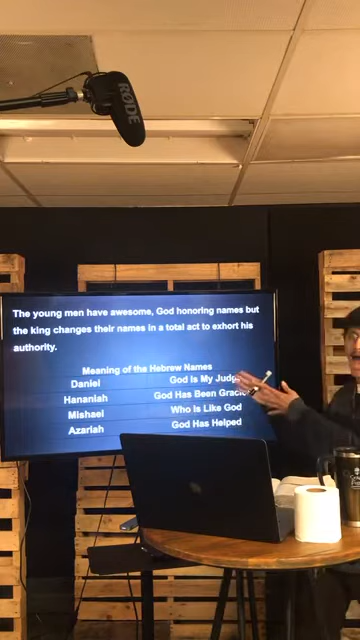 RØDE
The young men have awesome, God honoring names but
the king changes their names in a total act to exhort his
authority.
Meaning of the Hebrew Names
Daniel God Is My Judge
Hananiah God Has Been
Mishael Who Is Like God
Azariah God Has Helped